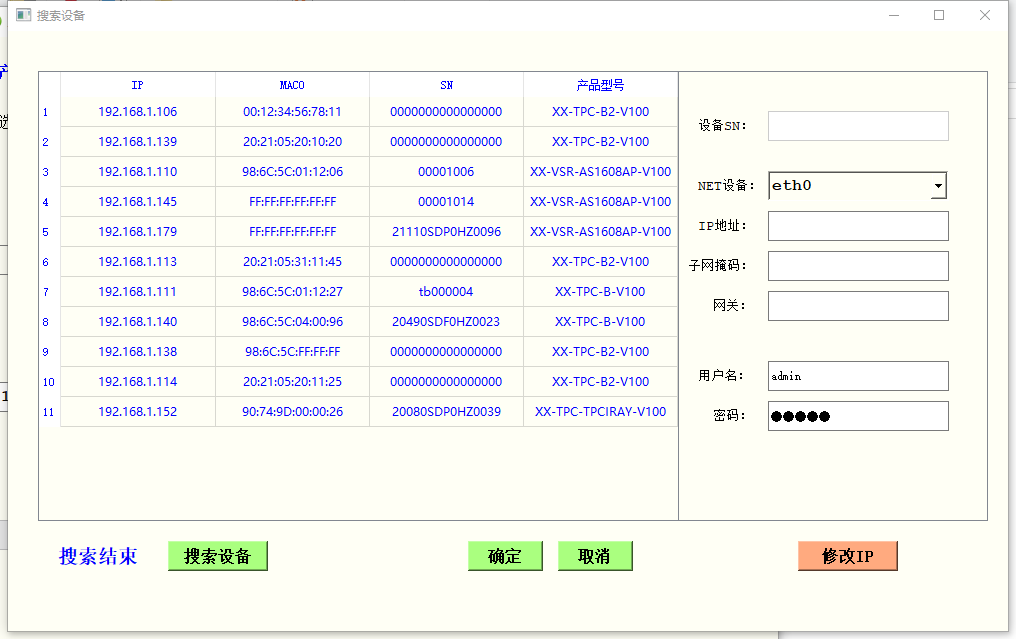 搜索设备
IP MAC0 SN 产品型号
1 192.168.1.106 00:12:34:56:78:11 0000000000000000 XX-TPC-B2-V100
2 192.168.1.139 20:21:05:20:10:20 0000000000000000 XX-TPC-B2-V100
3 192.168.1.110 98:6C:5C:01:12:06 00001006 XX-VSR-AS1608AP-V100
4 192.168.1.145 FF:FF:FF:FF:FF:FF 00001014 XX-VSR-AS1608AP-V100
5 192.168.1.179 FF:FF:FF:FF:FF:FF 21110SDP0HZ0096 XX-VSR-AS1608AP-V100
6 192.168.1.113 20:21:05:31:11:45 0000000000000000 XX-TPC-B2-V100
7 192.168.1.111 98:6C:5C:01:12:27 tb000004 XX-TPC-B-V100
8 192.168.1.140 98:6C:5C:04:00:96 20490SDF0HZ0023 XX-TPC-B-V100
9 192.168.1.138 98:6C:5C:FF:FF:FF 0000000000000000 XX-TPC-B2-V100
10 192.168.1.114 20:21:05:20:11:25 0000000000000000 XX-TPC-B2-V100
11 192.168.1.152 90:74:9D:00:00:26 20080SDP0HZ0039 XX-TPC-TPCIRAY-V100
设备SN:
NET设备: eth0
IP地址:
子网掩码:
网关:
用户名: admin
密码: ●●●●●
搜索结束 搜索设备 确定 取消 修改IP